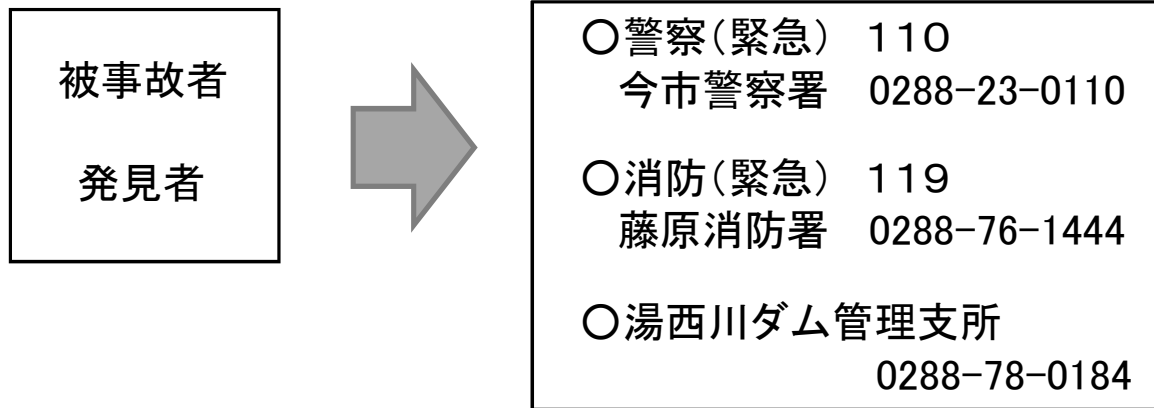 被事故者
発見者
○警察（緊急） １１０
今市警察署 0288-23-0110
○消防（緊急） １１９
藤原消防署 0288-76-1444
○湯西川ダム管理支所
0288-78-0184